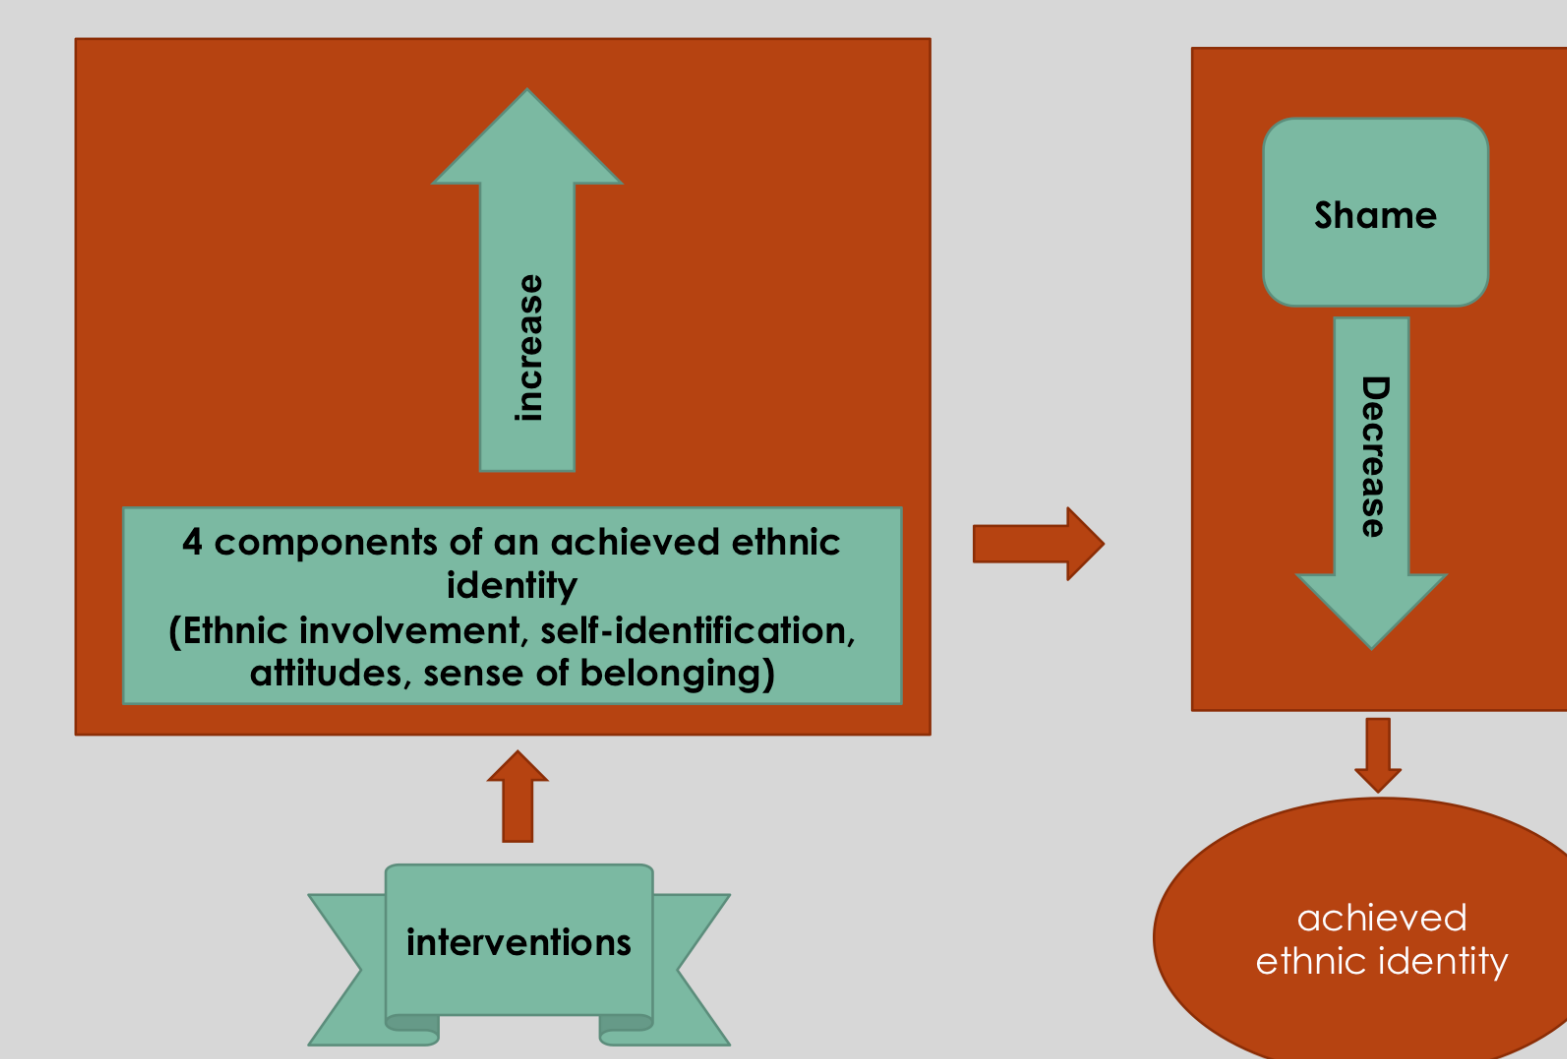 increase
4 components of an achieved ethnic
identity
(Ethnic involvement, self-identification,
attitudes, sense of belonging)
interventions
Shame
Decrease
achieved
ethnic identity